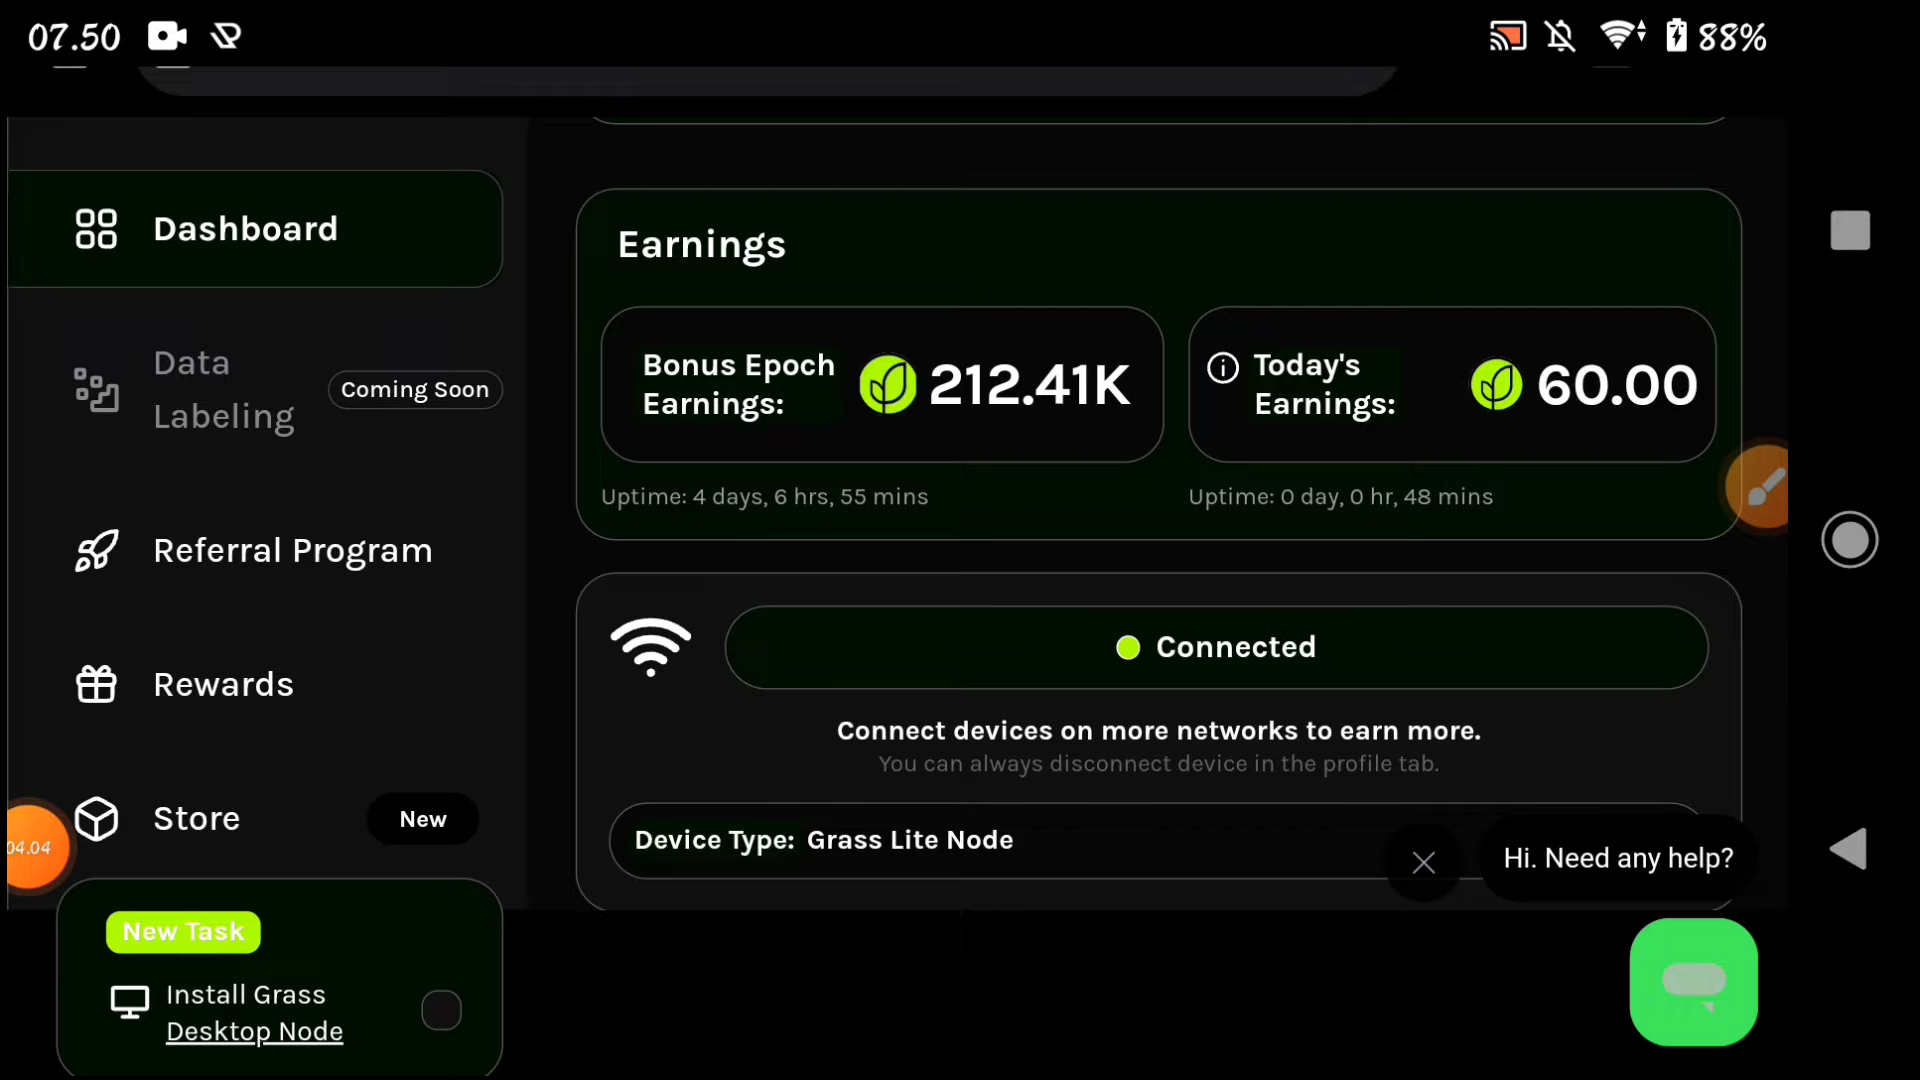 07.50
88%
Dashboard
Data
Labeling
Coming Soon
Referral Program
Rewards
Store
New
04.04
New Task
Install Grass
Desktop Node
Earnings
Bonus Epoch
Earnings:
212.41K
Uptime: 4 days, 6 hrs, 55 mins
Today's
Earnings:
60.00
Uptime: 0 day, 0 hr, 48 mins
Connected
Connect devices on more networks to earn more.
You can always disconnect device in the profile tab.
Device Type: Grass Lite Node
Hi. Need any help?